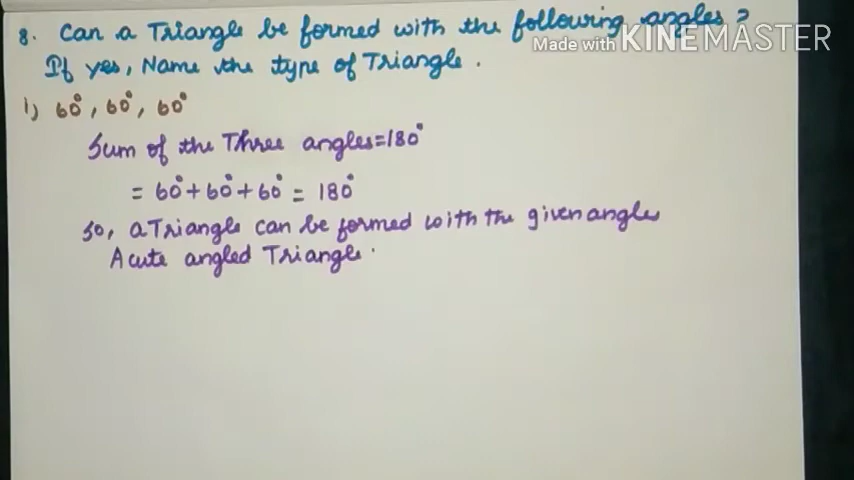 8. Can a Triangle be formed with the following angles?
Made with KINEMASTER
If yes, Name the type of Triangle.
1) 60°, 60°, 60°
Sum of the Three angles=180°
= 60°+60°+60° = 180°
So, a Triangle can be formed with the given angles
Acute angled Triangle.